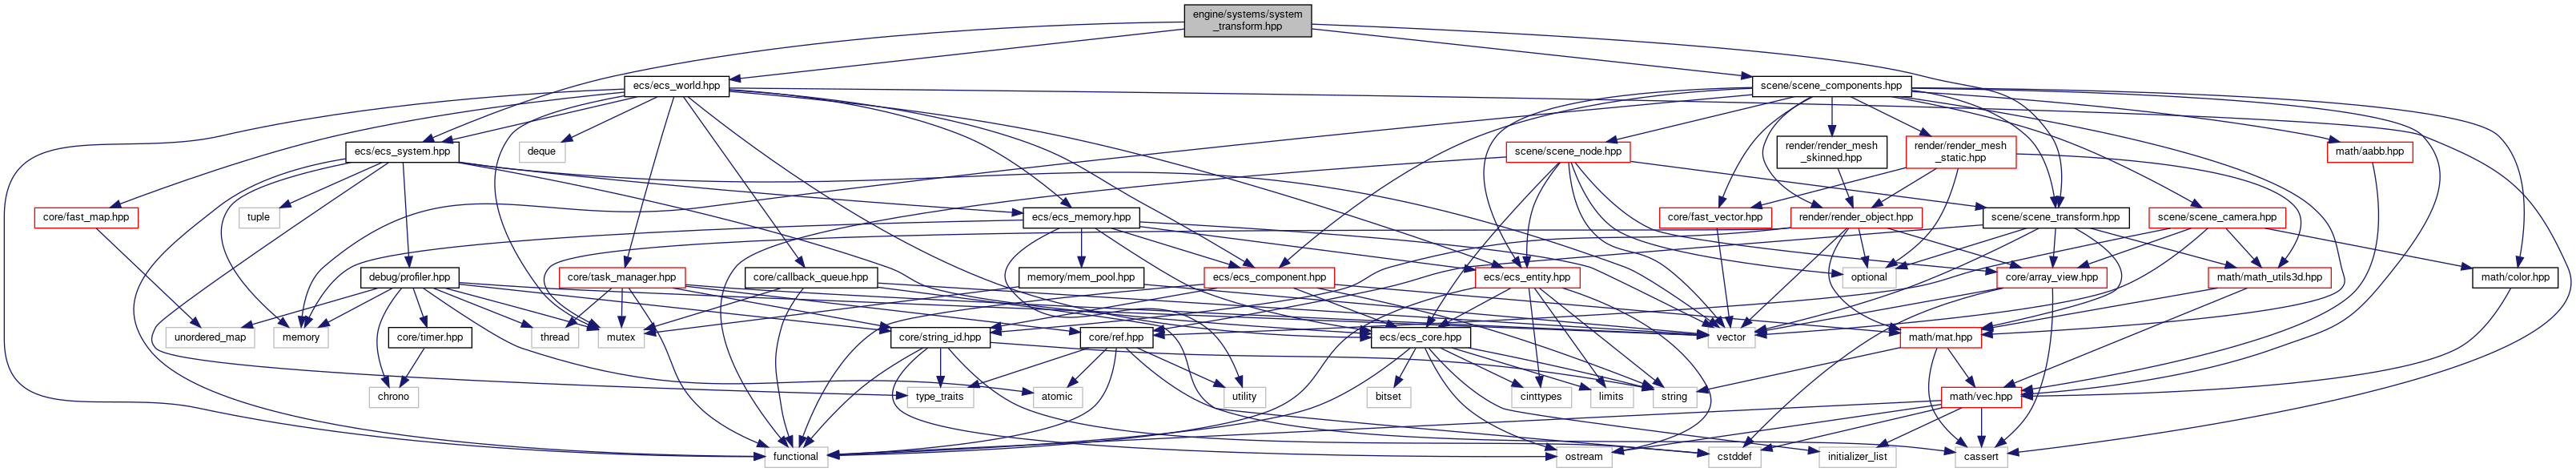 engine/systems/system
_transform.hpp
ecs/ecs_world.hpp
scene/scene_components.hpp
ecs/ecs_system.hpp
deque
scene/scene_node.hpp
render/render_mesh
_skinned.hpp
render/render_mesh
_static.hpp
math/aabb.hpp
core/fast_map.hpp
tuple
ecs/ecs_memory.hpp
core/fast_vector.hpp
render/render_object.hpp
scene/scene_transform.hpp
scene/scene_camera.hpp
debug/profiler.hpp
core/task_manager.hpp
core/callback_queue.hpp
memory/mem_pool.hpp
ecs/ecs_component.hpp
ecs/ecs_entity.hpp
optional
core/array_view.hpp
math/math_utils3d.hpp
math/color.hpp
unordered_map
memory
core/timer.hpp
thread
mutex
core/string_id.hpp
core/ref.hpp
ecs/ecs_core.hpp
vector
math/mat.hpp
chrono
type_traits
atomic
utility
bitset
cinttypes
limits
string
math/vec.hpp
functional
ostream
cstddef
initializer_list
cassert